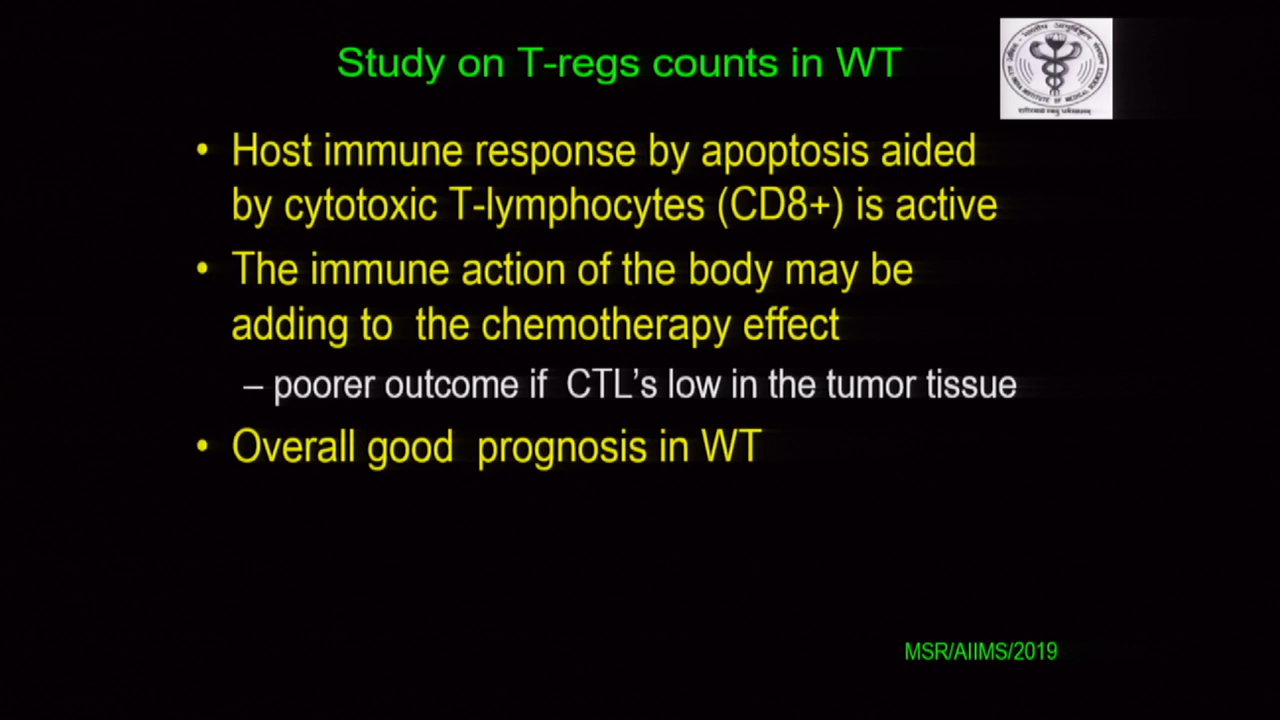 Study on T-regs counts in WT
• Host immune response by apoptosis aided
by cytotoxic T-lymphocytes (CD8+) is active
• The immune action of the body may be
adding to the chemotherapy effect
– poorer outcome if CTL's low in the tumor tissue
• Overall good prognosis in WT
MSR/AIIMS/2019